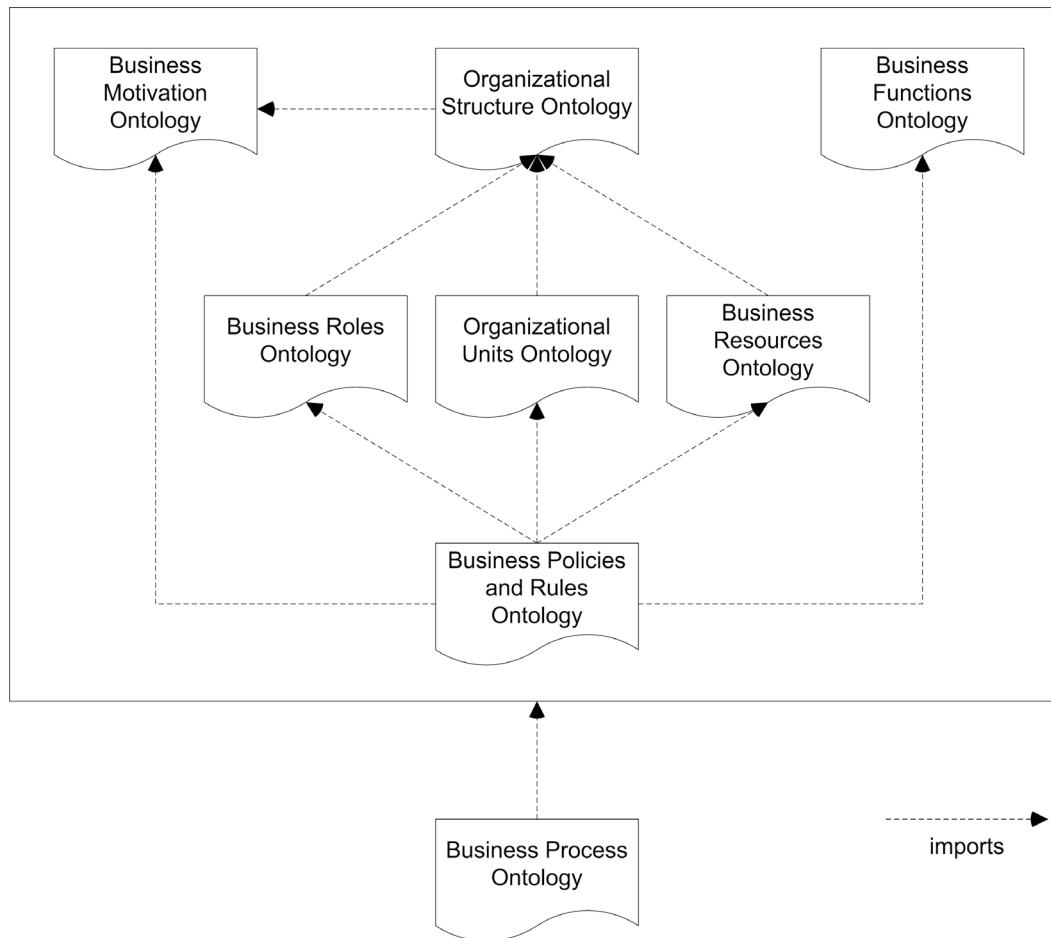 Business
Motivation
Ontology
Organizational
Structure Ontology
Business
Functions
Ontology
Business Roles
Ontology
Organizational
Units Ontology
Business
Resources
Ontology
Business Policies
and Rules
Ontology
Business Process
Ontology
imports